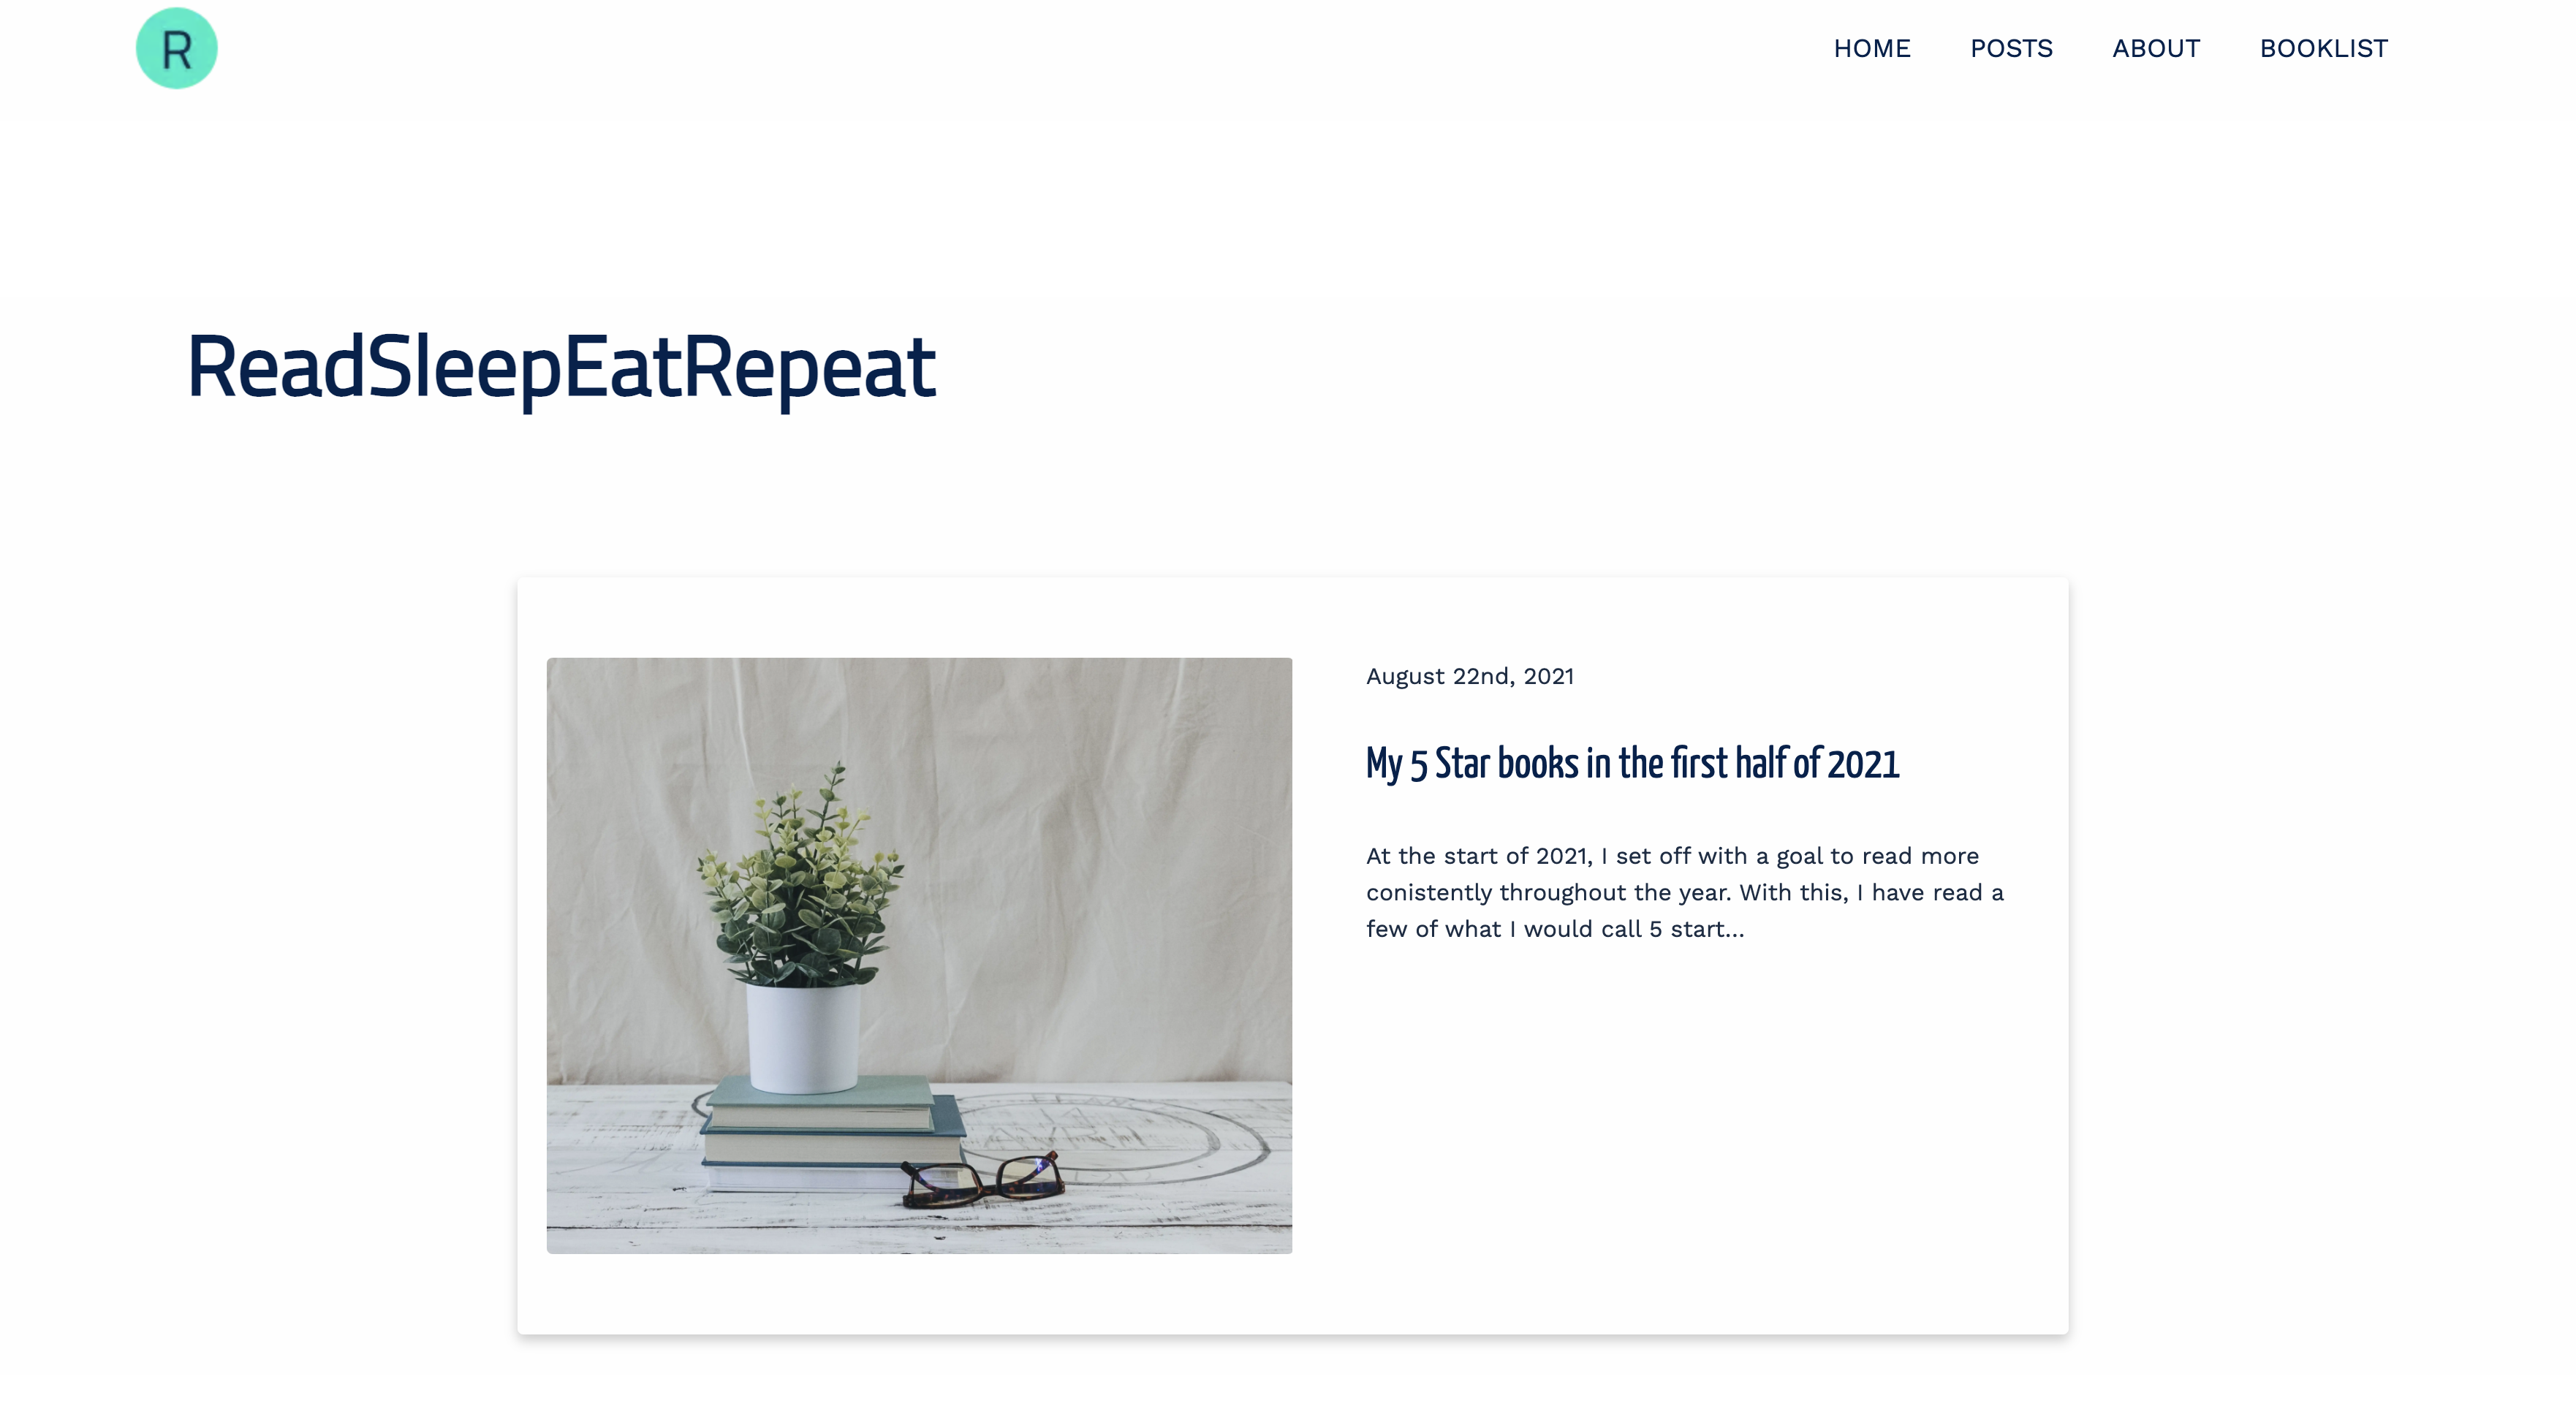 R
HOME POSTS ABOUT BOOKLIST
ReadSleepEatRepeat
August 22nd, 2021
My 5 Star books in the first half of 2021
At the start of 2021, I set off with a goal to read more
conistently throughout the year. With this, I have read a
few of what I would call 5 start...